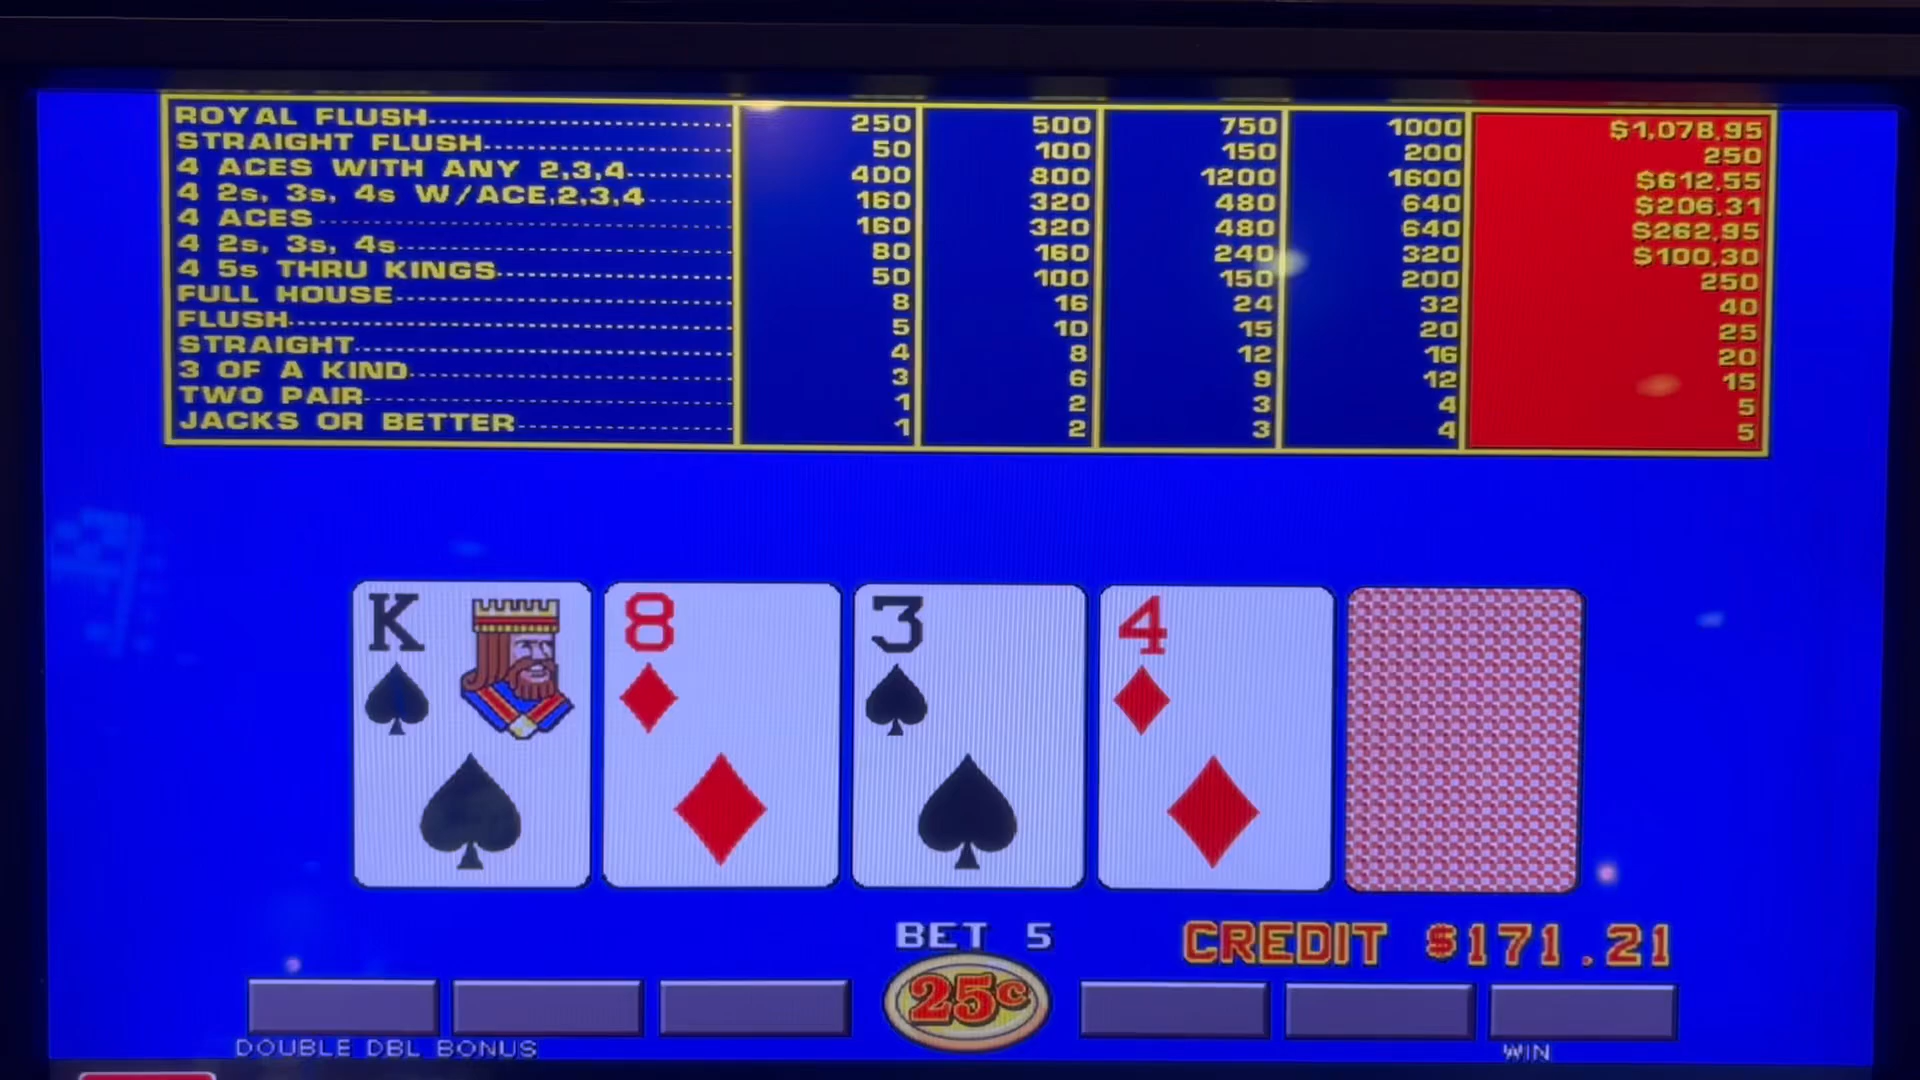 ROYAL FLUSH 250 500 750 1000 $1,078.95
STRAIGHT FLUSH 50 100 150 200 250
4 ACES WITH ANY 2,3,4 400 800 1200 1600 $612.55
4 2s, 3s, 4s W/ACE,2,3,4 160 320 480 640 $206.31
4 ACES 160 320 480 640 $262.95
4 2s, 3s, 4s 80 160 240 320 $100.30
4 5s THRU KINGS 50 100 150 200 250
FULL HOUSE 8 16 24 32 40
FLUSH 5 10 15 20 25
STRAIGHT 4 8 12 16 20
3 OF A KIND 3 6 9 12 15
TWO PAIR 1 2 3 4 5
JACKS OR BETTER 1 2 3 4 5
K 8 3 4
BET 5 CREDIT $171.21
25¢
DOUBLE DBL BONUS WIN